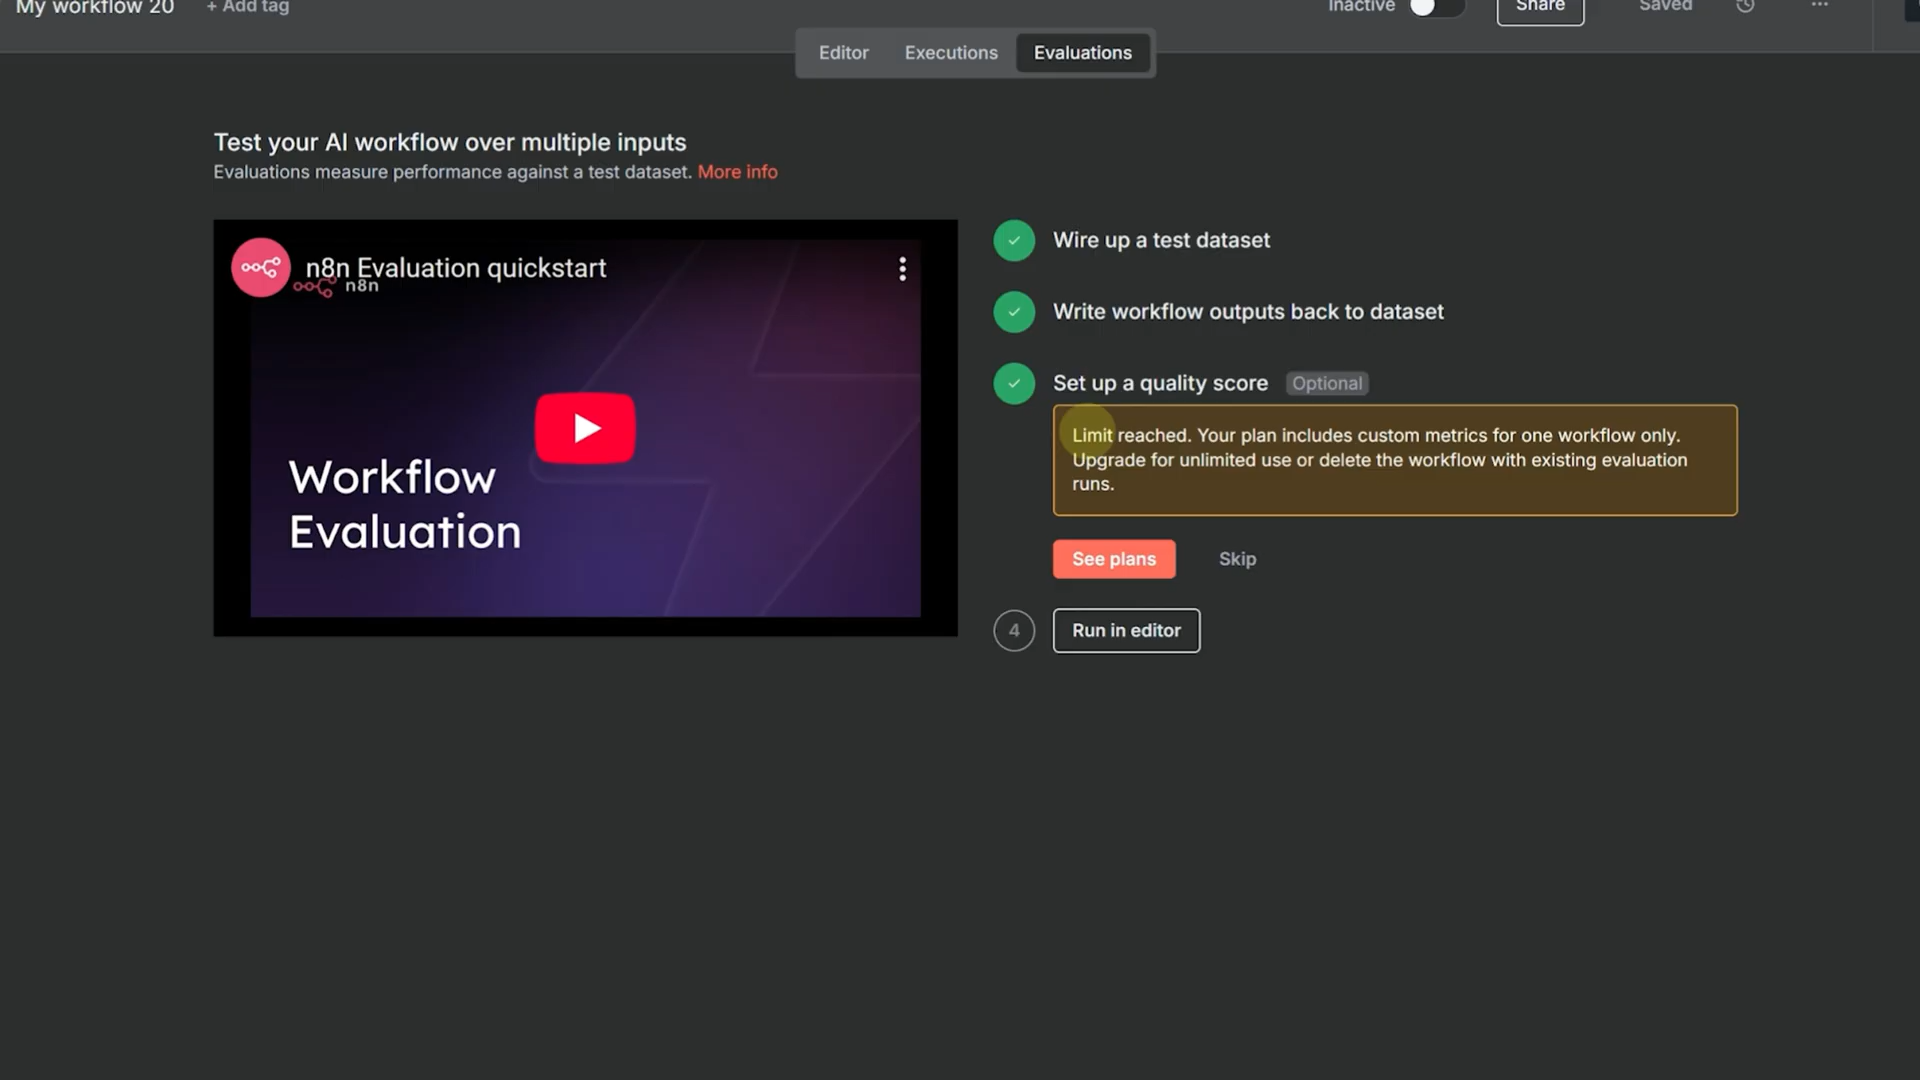 My workflow 20
+ Add tag
Inactive
Share
Saved
Editor
Executions
Evaluations
Test your AI workflow over multiple inputs
Evaluations measure performance against a test dataset. More info
n8n Evaluation quickstart
n8n
Workflow
Evaluation
Wire up a test dataset
Write workflow outputs back to dataset
Set up a quality score Optional
Limit reached. Your plan includes custom metrics for one workflow only.
Upgrade for unlimited use or delete the workflow with existing evaluation
runs.
See plans
Skip
4
Run in editor